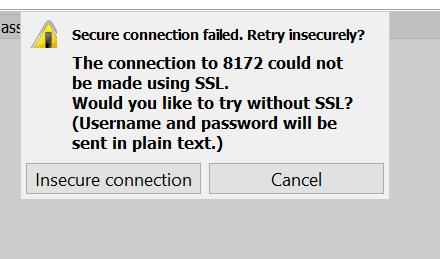 ass
Secure connection failed. Retry insecurely?
The connection to 8172 could not
be made using SSL.
Would you like to try without SSL?
(Username and password will be
sent in plain text.)
Insecure connection Cancel